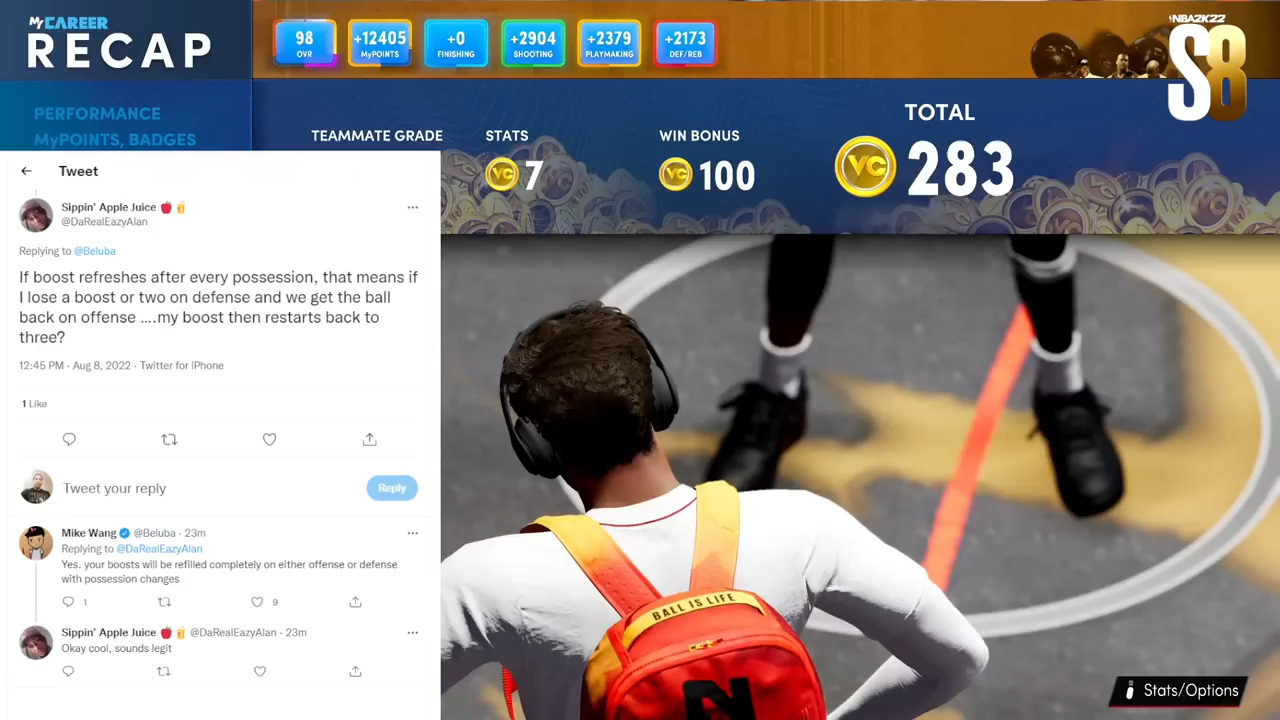 MyCAREER
RECAP
98
OVR
+12405
MyPOINTS
+0
FINISHING
+2904
SHOOTING
+2379
PLAYMAKING
+2173
DEF/REB
NBA2K22
S8
PERFORMANCE
MyPOINTS, BADGES
TEAMMATE GRADE
STATS
VC 7
WIN BONUS
VC 100
TOTAL
VC 283
Tweet
Sippin' Apple Juice
@DaRealEazyAlan
Replying to @Beluba
If boost refreshes after every possession, that means if
I lose a boost or two on defense and we get the ball
back on offense ....my boost then restarts back to
three?
12:45 PM · Aug 8, 2022 · Twitter for iPhone
1 Like
Tweet your reply
Reply
Mike Wang @Beluba · 23m
Replying to @DaRealEazyAlan
Yes. your boosts will be refilled completely on either offense or defense
with possession changes
1
9
Sippin' Apple Juice @DaRealEazyAlan · 23m
Okay cool, sounds legit
BALL IS LIFE
N
Stats/Options